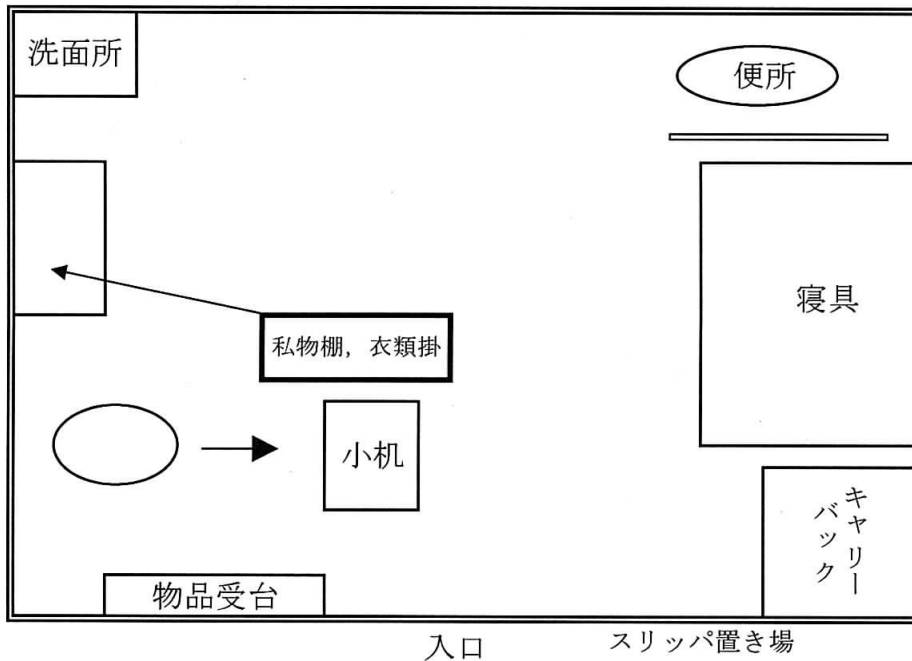 洗面所
便所
寝具
私物棚，衣類掛
小机
キャリー
バック
物品受台
入口
スリッパ置き場